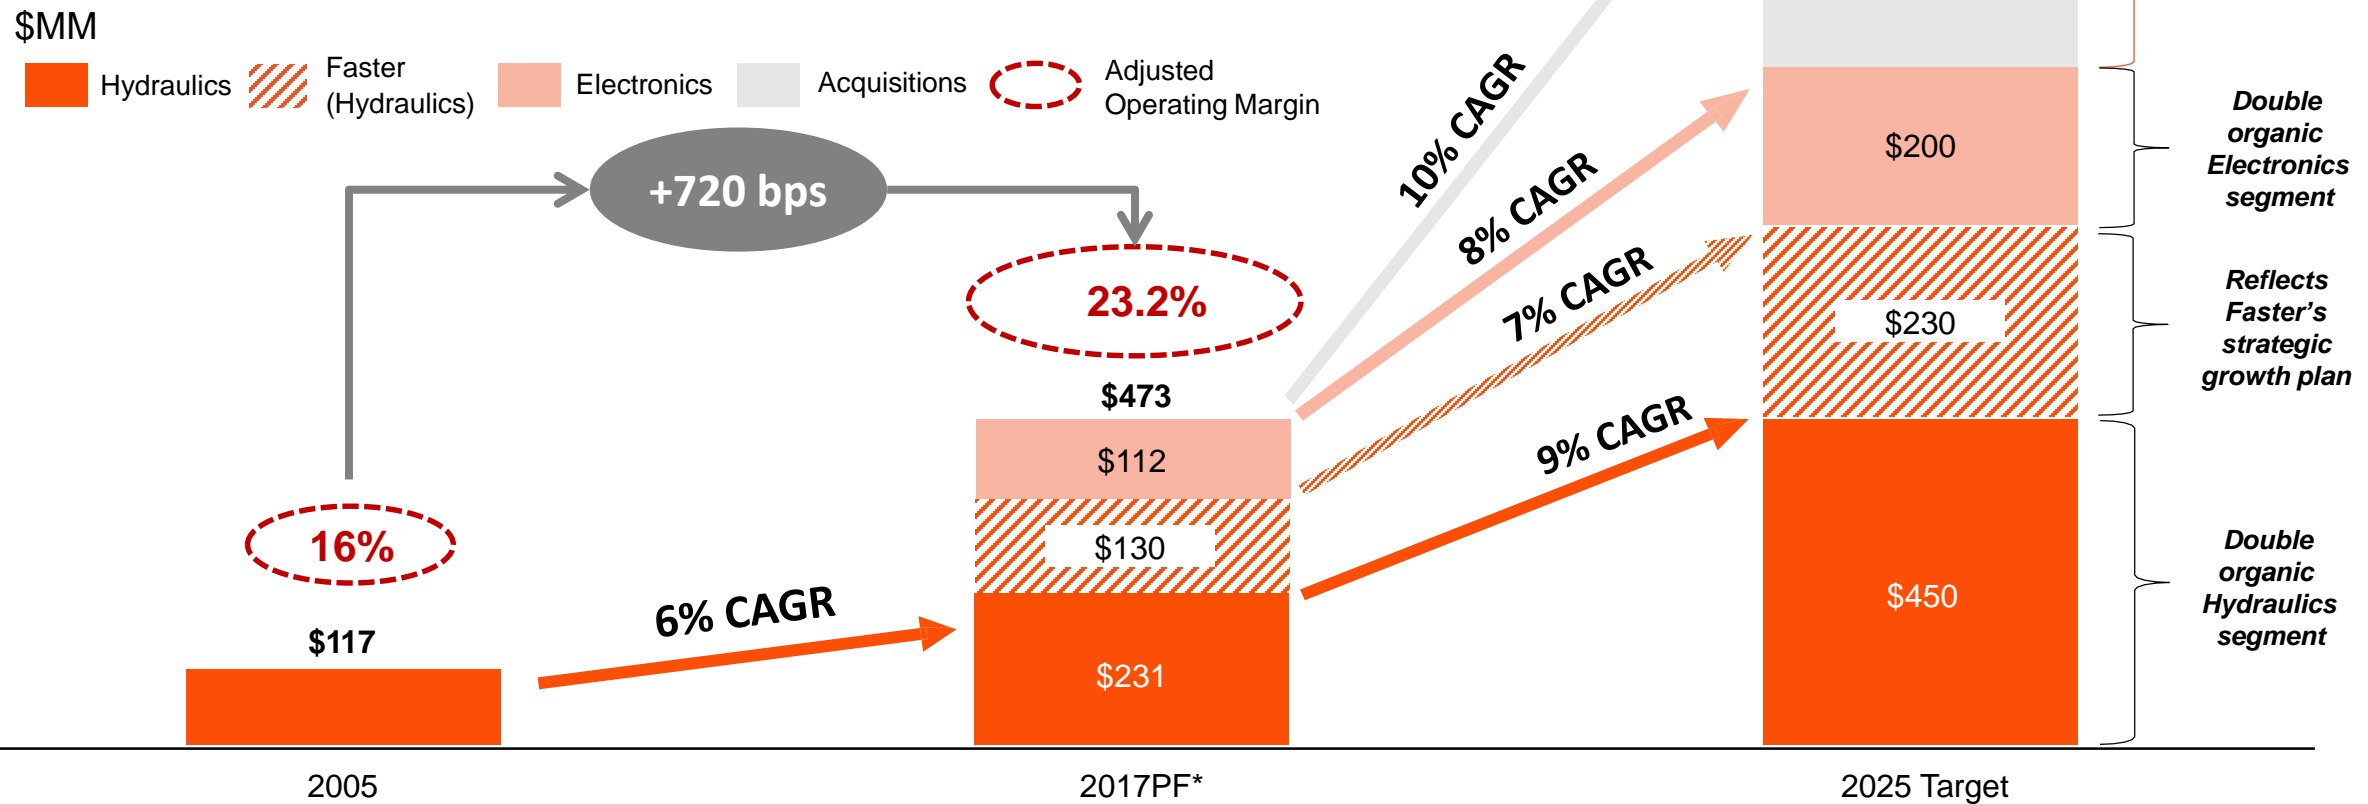 $MM
Hydraulics
Faster
(Hydraulics)
Electronics
Acquisitions
Adjusted
Operating Margin
+720 bps
16%
$117
6% CAGR
23.2%
$473
$112
$130
$231
10% CAGR
8% CAGR
7% CAGR
9% CAGR
$200
$230
$450
Double
organic
Electronics
segment
Reflects
Faster’s
strategic
growth plan
Double
organic
Hydraulics
segment
2005
2017PF*
2025 Target